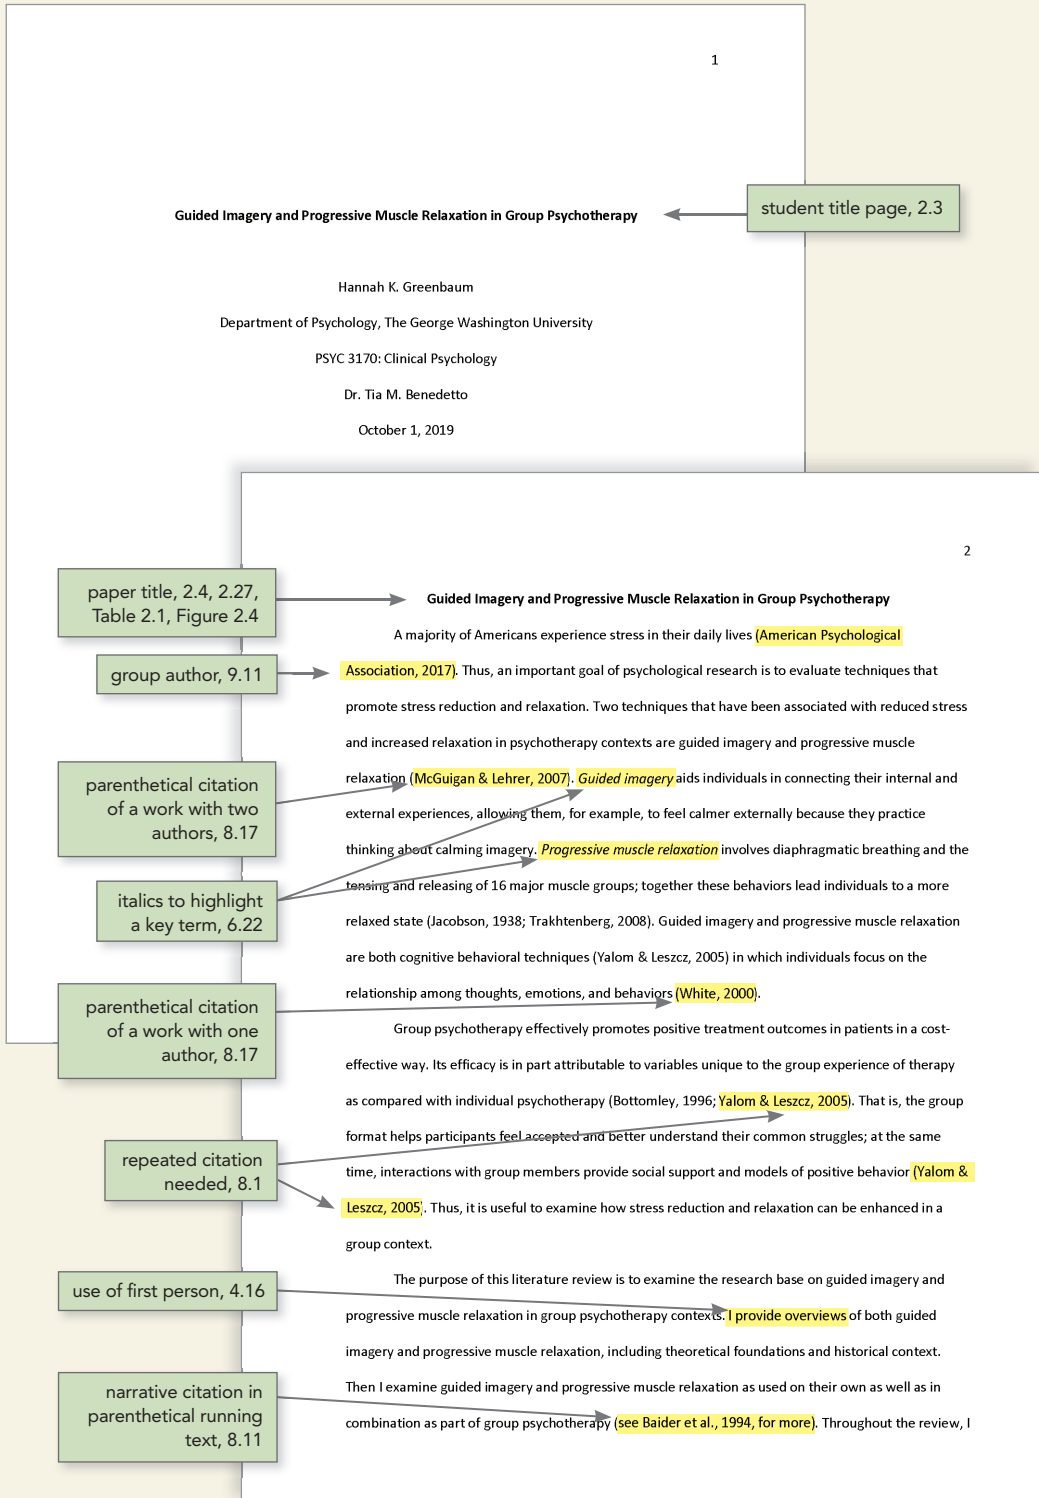 1
Guided Imagery and Progressive Muscle Relaxation in Group Psychotherapy
student title page, 2.3
Hannah K. Greenbaum
Department of Psychology, The George Washington University
PSYC 3170: Clinical Psychology
Dr. Tia M. Benedetto
October 1, 2019
2
paper title, 2.4, 2.27,
Table 2.1, Figure 2.4
Guided Imagery and Progressive Muscle Relaxation in Group Psychotherapy
A majority of Americans experience stress in their daily lives (American Psychological
group author, 9.11
Association, 2017). Thus, an important goal of psychological research is to evaluate techniques that
promote stress reduction and relaxation. Two techniques that have been associated with reduced stress
and increased relaxation in psychotherapy contexts are guided imagery and progressive muscle
parenthetical citation
of a work with two
authors, 8.17
relaxation (McGuigan & Lehrer, 2007). Guided imagery aids individuals in connecting their internal and
external experiences, allowing them, for example, to feel calmer externally because they practice
thinking about calming imagery. Progressive muscle relaxation involves diaphragmatic breathing and the
italics to highlight
a key term, 6.22
tensing and releasing of 16 major muscle groups; together these behaviors lead individuals to a more
relaxed state (Jacobson, 1938; Trakhtenberg, 2008). Guided imagery and progressive muscle relaxation
are both cognitive behavioral techniques (Yalom & Leszcz, 2005) in which individuals focus on the
parenthetical citation
of a work with one
author, 8.17
relationship among thoughts, emotions, and behaviors (White, 2000).
Group psychotherapy effectively promotes positive treatment outcomes in patients in a cost-
effective way. Its efficacy is in part attributable to variables unique to the group experience of therapy
as compared with individual psychotherapy (Bottomley, 1996; Yalom & Leszcz, 2005). That is, the group
format helps participants feel accepted and better understand their common struggles; at the same
repeated citation
needed, 8.1
time, interactions with group members provide social support and models of positive behavior (Yalom &
Leszcz, 2005). Thus, it is useful to examine how stress reduction and relaxation can be enhanced in a
group context.
use of first person, 4.16
The purpose of this literature review is to examine the research base on guided imagery and
progressive muscle relaxation in group psychotherapy contexts. I provide overviews of both guided
imagery and progressive muscle relaxation, including theoretical foundations and historical context.
narrative citation in
parenthetical running
text, 8.11
Then I examine guided imagery and progressive muscle relaxation as used on their own as well as in
combination as part of group psychotherapy (see Baider et al., 1994, for more). Throughout the review, I